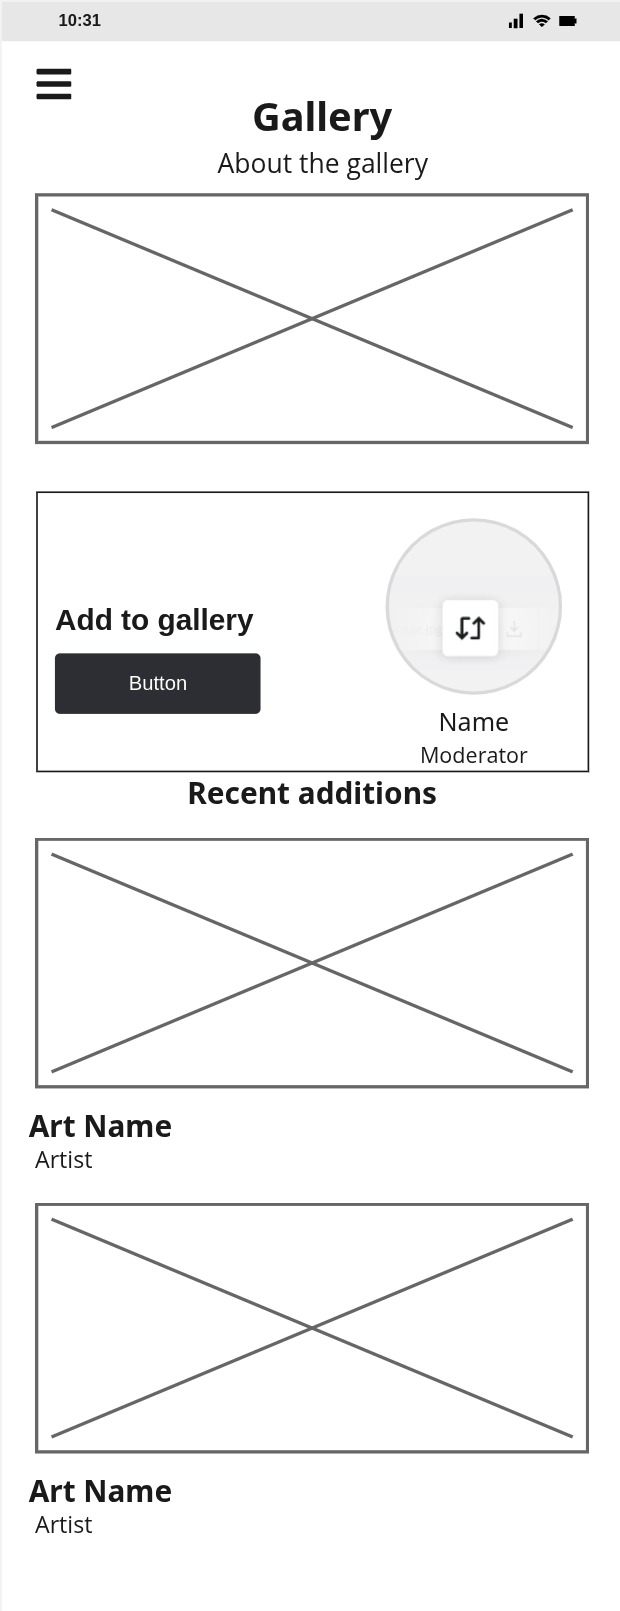 10:31
Gallery
About the gallery
Add to gallery
Button
Name
Moderator
Recent additions
Art Name
Artist
Art Name
Artist